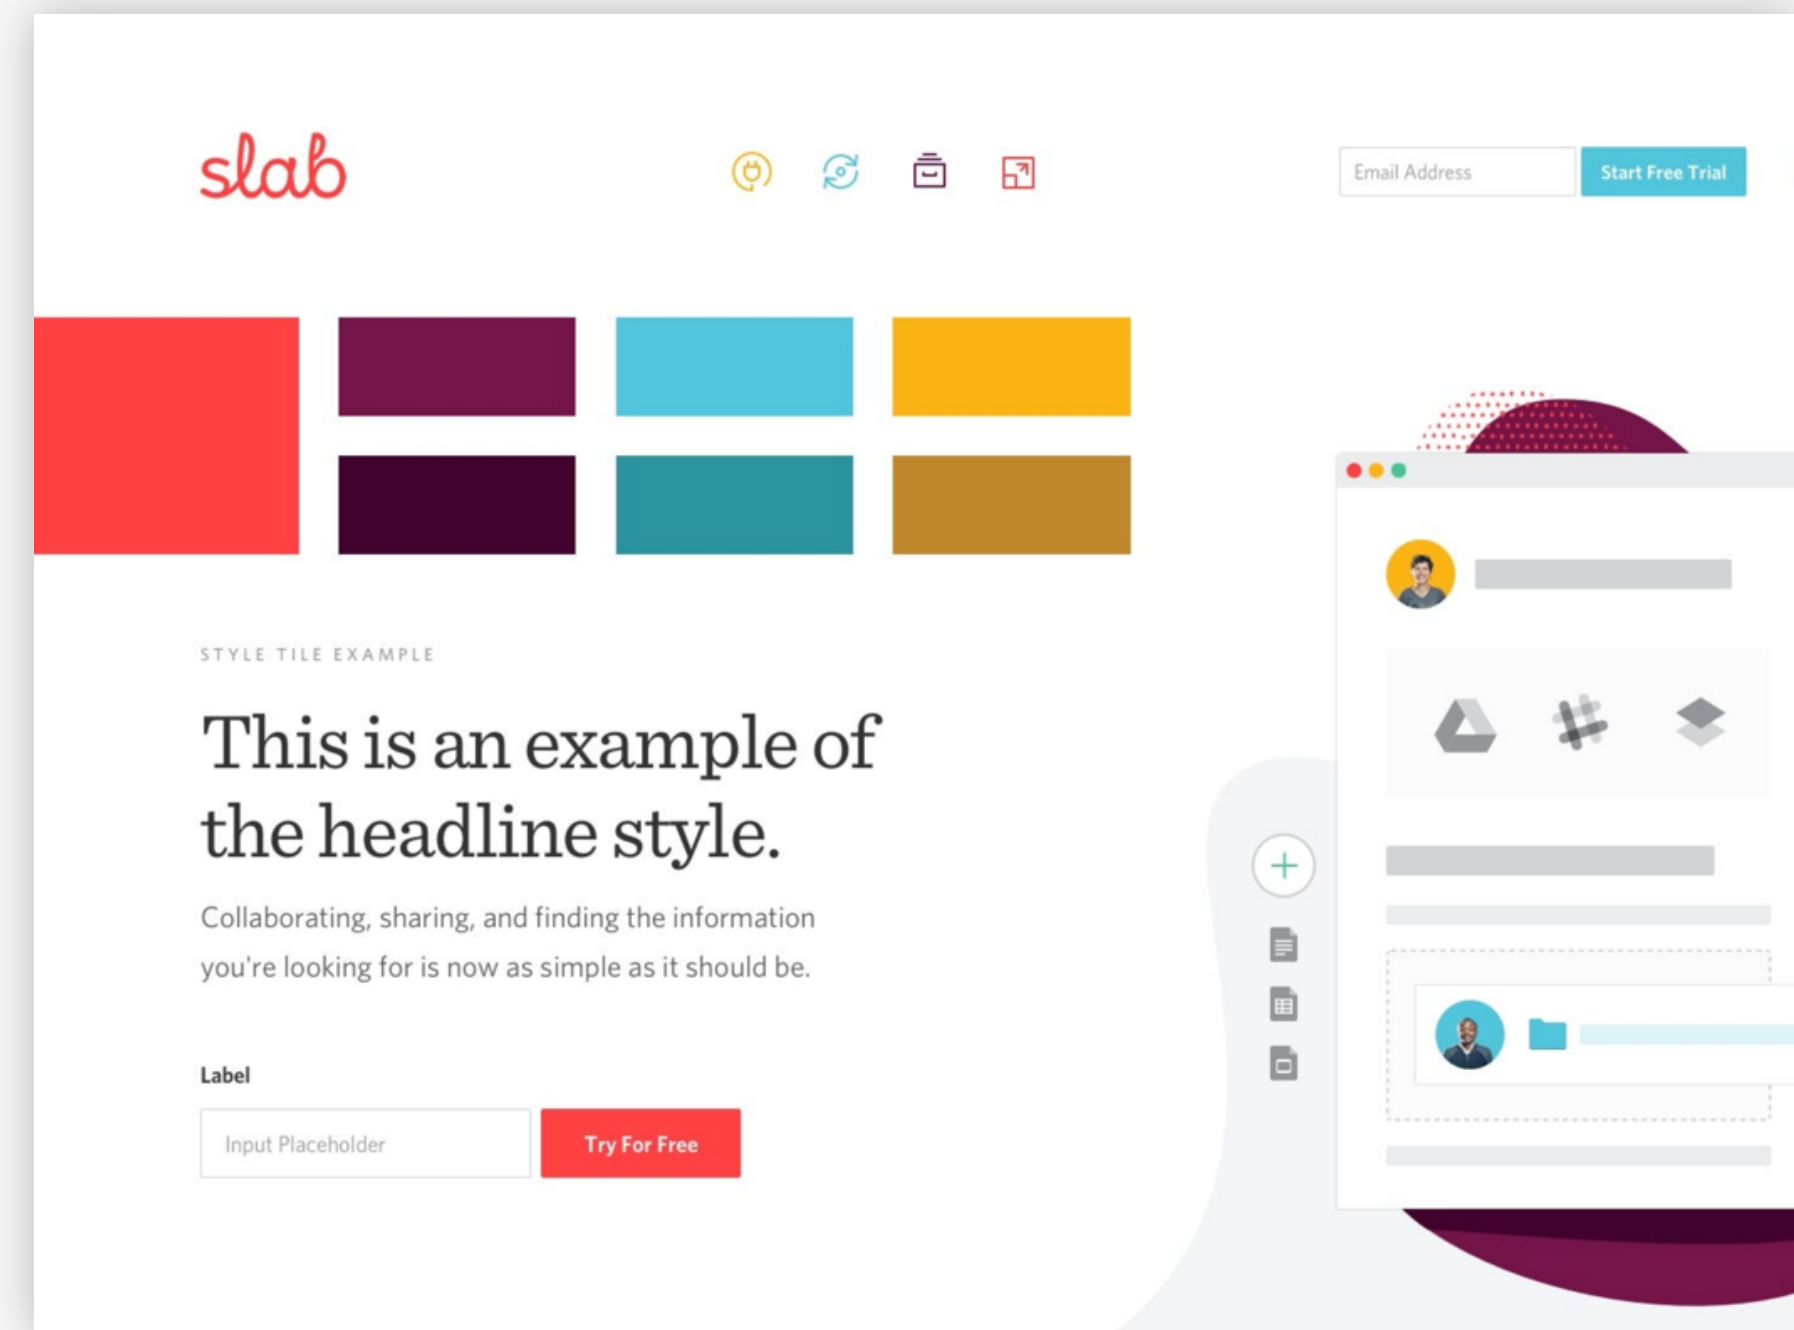 slab
Email Address
Start Free Trial
STYLE TILE EXAMPLE
This is an example of
the headline style.
Collaborating, sharing, and finding the information
you're looking for is now as simple as it should be.
Label
Input Placeholder
Try For Free